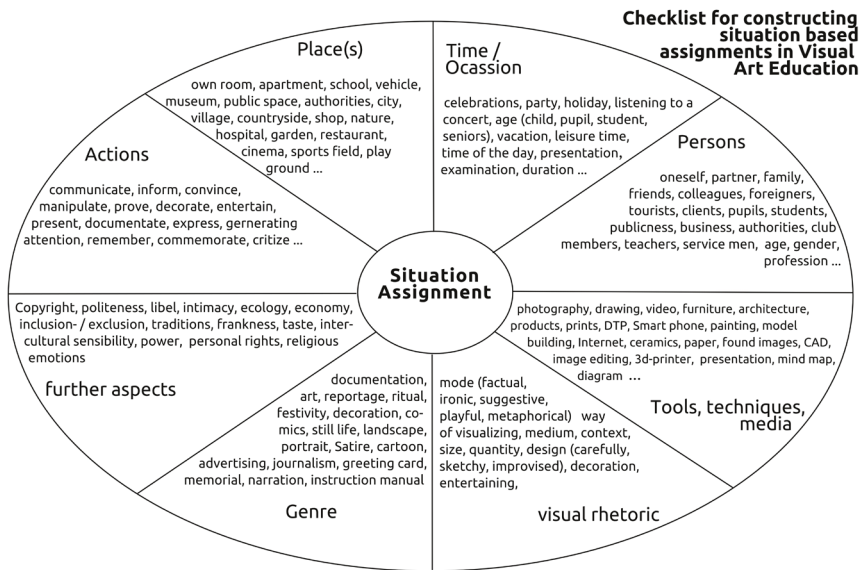 Checklist for constructing
situation based
assignments in Visual
Art Education
Place(s)
own room, apartment, school, vehicle,
museum, public space, authorities, city,
village, countryside, shop, nature,
hospital, garden, restaurant,
cinema, sports field, play
ground ...
Time /
Ocassion
celebrations, party, holiday, listening to a
concert, age (child, pupil, student,
seniors), vacation, leisure time,
time of the day, presentation,
examination, duration ...
Persons
oneself, partner, family,
friends, colleagues, foreigners,
tourists, clients, pupils, students,
publicness, business, authorities, club
members, teachers, service men, age, gender,
profession ...
Actions
communicate, inform, convince,
manipulate, prove, decorate, entertain,
present, documentate, express, gernerating
attention, remember, commemorate, critize ...
Situation
Assignment
Copyright, politeness, libel, intimacy, ecology, economy,
inclusion- / exclusion, traditions, frankness, taste, inter-
cultural sensibility, power, personal rights, religious
emotions
further aspects
photography, drawing, video, furniture, architecture,
products, prints, DTP, Smart phone, painting, model
building, Internet, ceramics, paper, found images, CAD,
image editing, 3d-printer, presentation, mind map,
diagram ...
Tools, techniques,
media
documentation,
art, reportage, ritual,
festivity, decoration, co-
mics, still life, landscape,
portrait, Satire, cartoon,
advertising, journalism, greeting card,
memorial, narration, instruction manual
Genre
mode (factual,
ironic, suggestive,
playful, metaphorical) way
of visualizing, medium, context,
size, quantity, design (carefully,
sketchy, improvised), decoration,
entertaining,
visual rhetoric